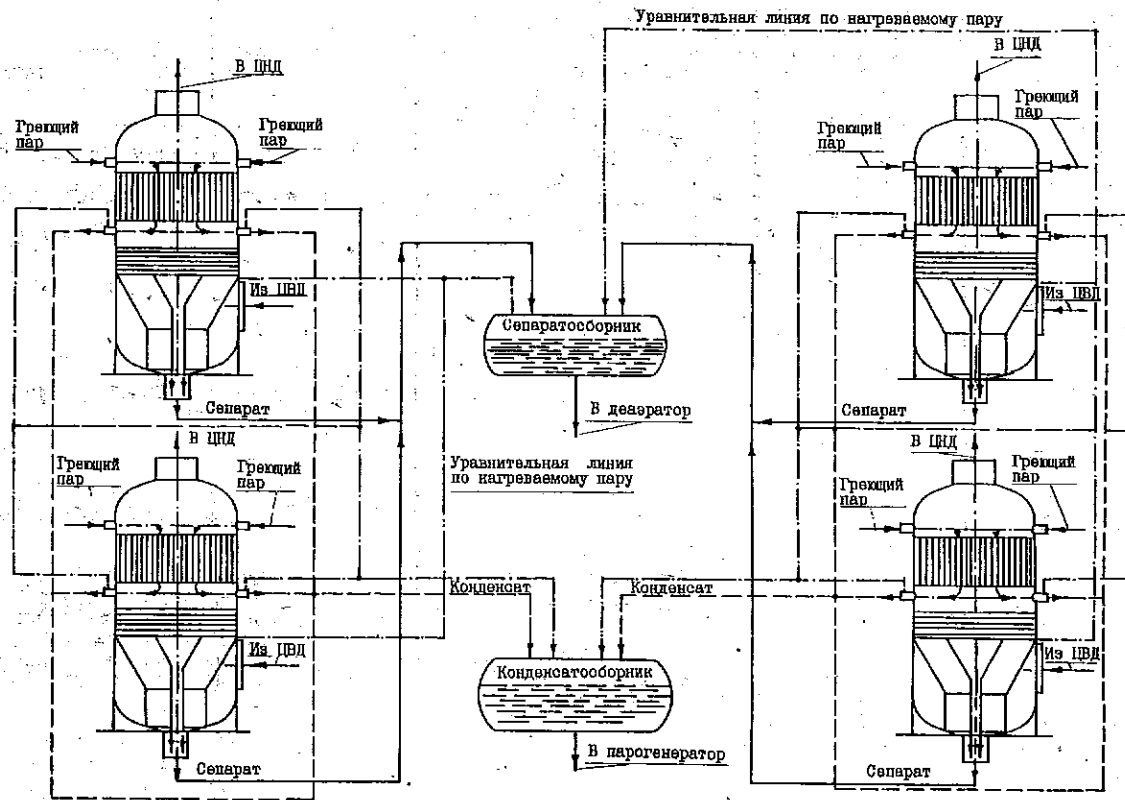 Уравнительная линия по нагреваемому пару
В ЦНД
В ЦНД
Греющий
пар
Греющий
пар
Греющий
пар
Греющий
пар
Из ЦВД
Сепаратосборник
Из ЦВД
Сепарат
В деаэратор
Сепарат
В ЦНД
В ЦНД
Греющий
пар
Греющий
пар
Уравнительная линия
по нагреваемому пару
Греющий
пар
Греющий
пар
Конденсат
Конденсат
Из ЦВД
Конденсатосборник
Из ЦВД
В парогенератор
Сепарат
Сепарат